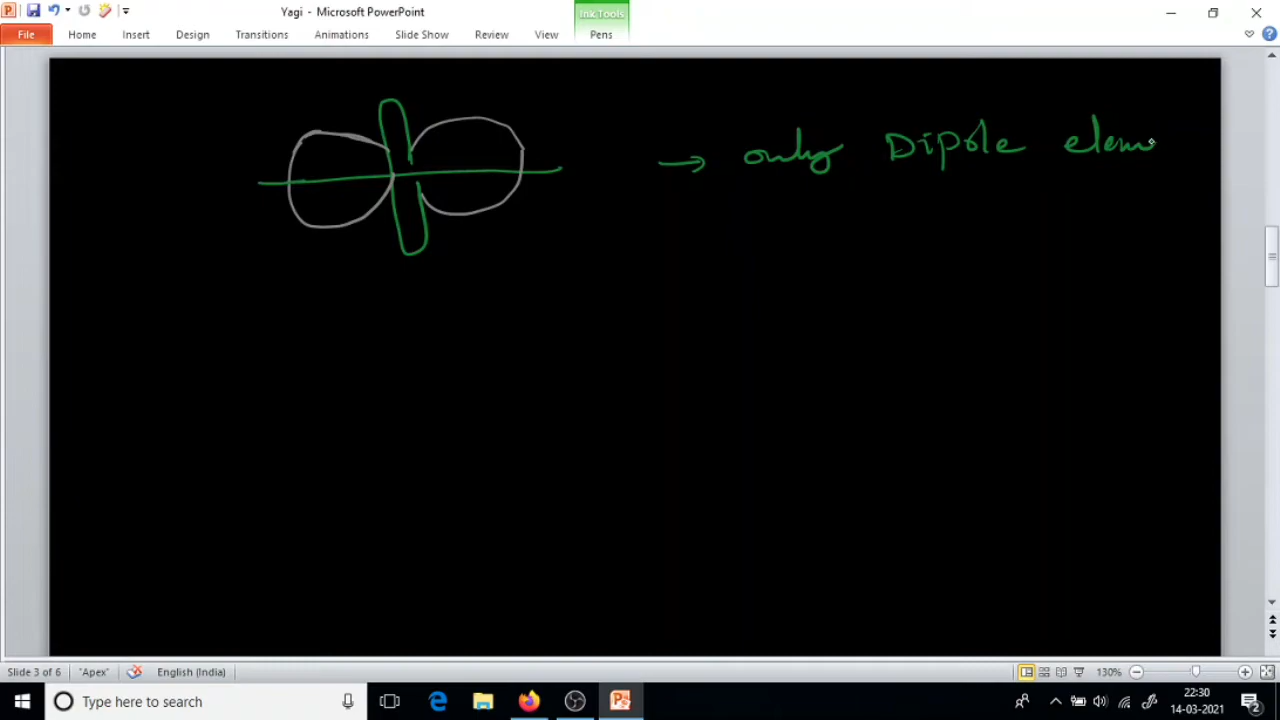 Yagi - Microsoft PowerPoint
Ink Tools
File Home Insert Design Transitions Animations Slide Show Review View Pens
→ only Dipole elem
Slide 3 of 6 "Apex" English (India) 130%
Type here to search
22:30
14-03-2021
2